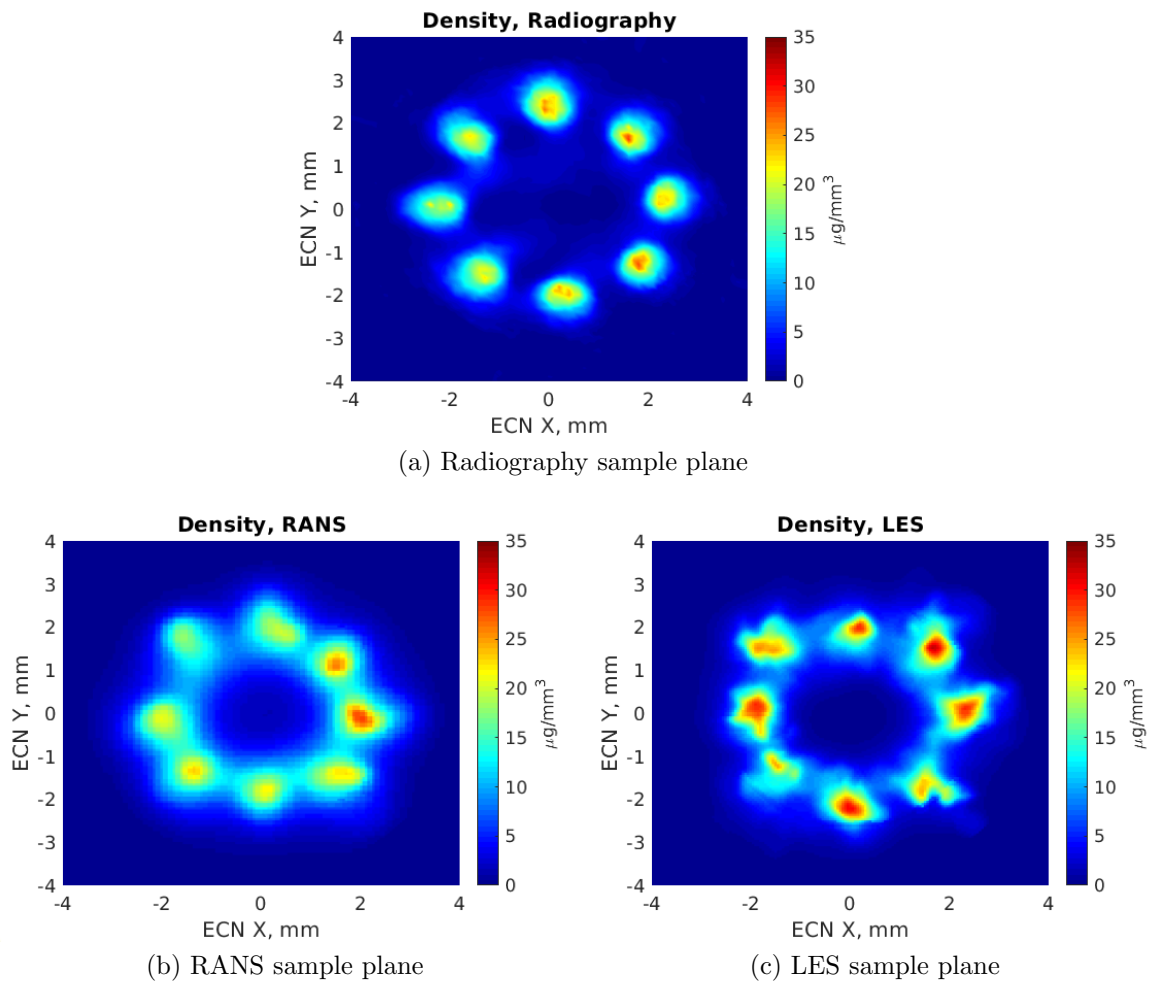 Density, Radiography
4
3
2
1
0
-1
-2
-3
-4
ECN Y, mm
-4 -2 0 2 4
ECN X, mm
35
30
25
20
15
10
5
0
μg/mm³
(a) Radiography sample plane
Density, RANS
4
3
2
1
0
-1
-2
-3
-4
ECN Y, mm
-4 -2 0 2 4
ECN X, mm
35
30
25
20
15
10
5
0
μg/mm³
(b) RANS sample plane
Density, LES
4
3
2
1
0
-1
-2
-3
-4
ECN Y, mm
-4 -2 0 2 4
ECN X, mm
35
30
25
20
15
10
5
0
μg/mm³
(c) LES sample plane